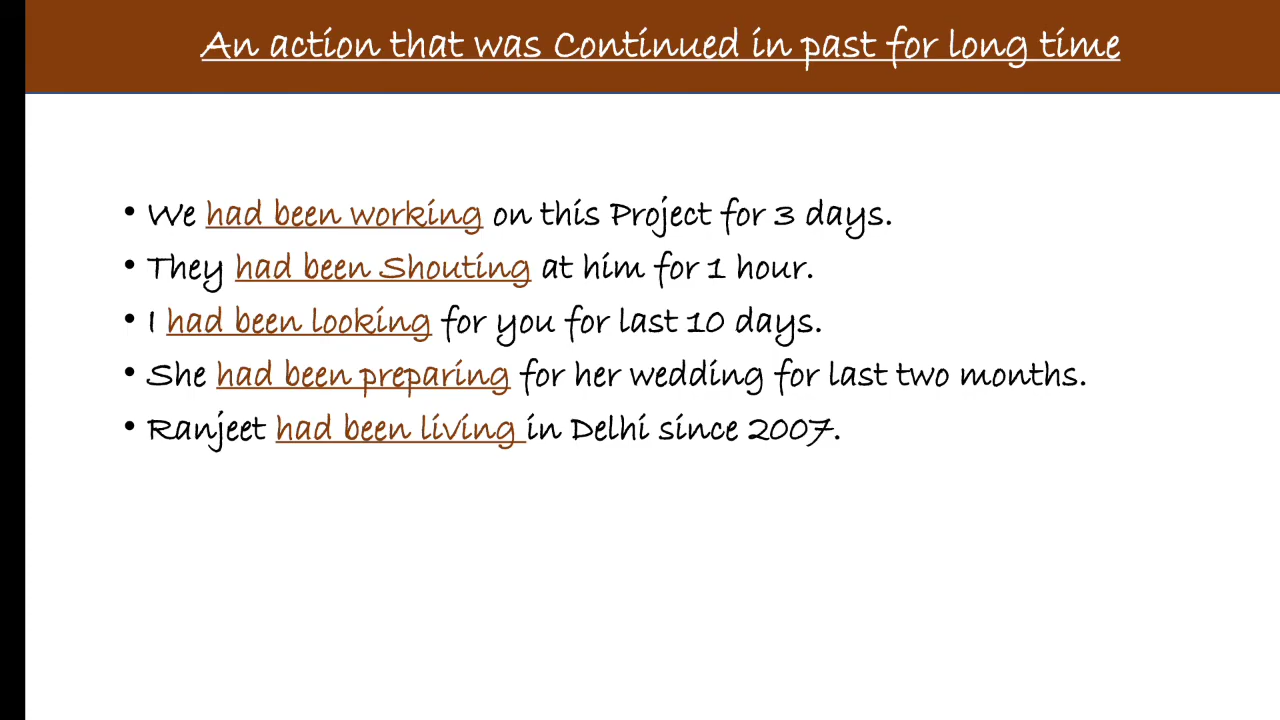 An action that was Continued in past for long time
• We had been working on this Project for 3 days.
• They had been Shouting at him for 1 hour.
• I had been looking for you for last 10 days.
• She had been preparing for her wedding for last two months.
• Ranjeet had been living in Delhi since 2007.